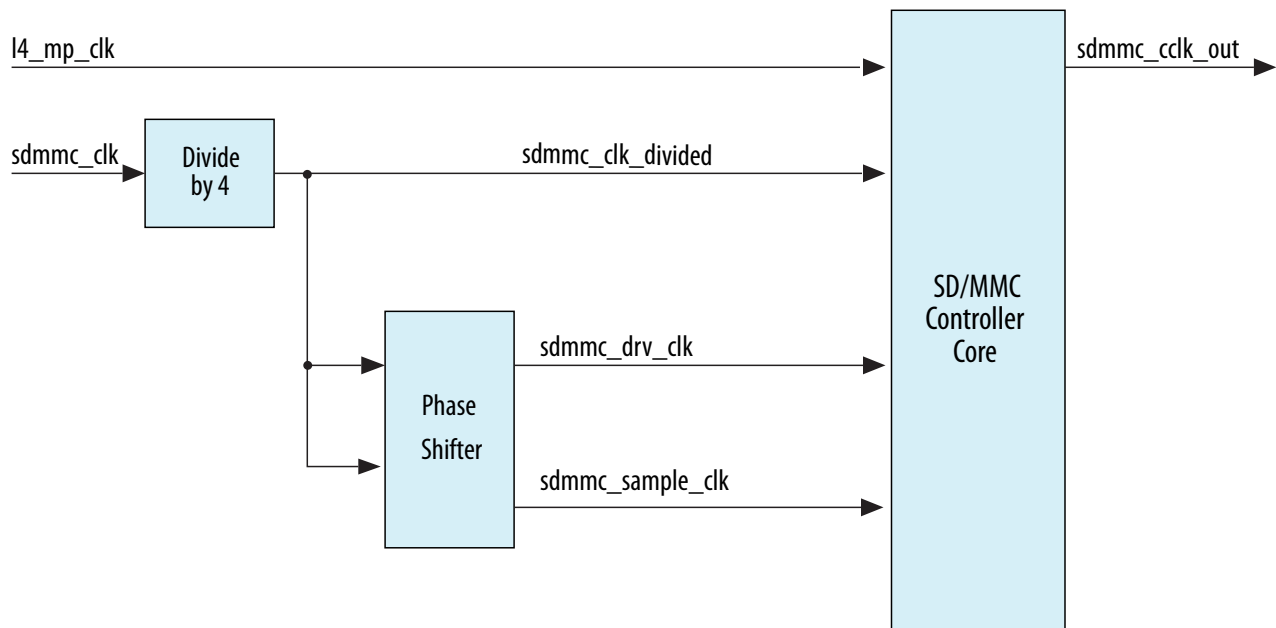 l4_mp_clk
sdmmc_cclk_out
sdmmc_clk
Divide
by 4
sdmmc_clk_divided
SD/MMC
Controller
Core
sdmmc_drv_clk
Phase
Shifter
sdmmc_sample_clk